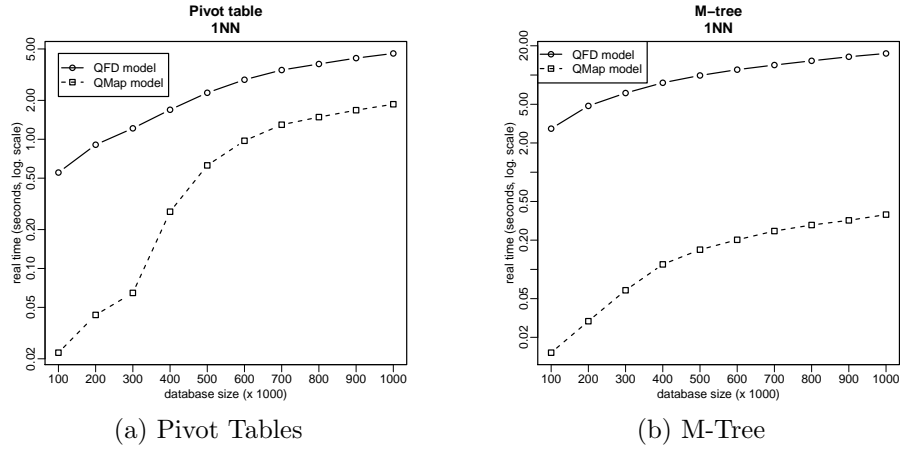 Pivot table
1NN
real time (seconds, log. scale)
5.00
2.00
1.00
0.50
0.20
0.10
0.05
0.02
QFD model
QMap model
100 200 300 400 500 600 700 800 900 1000
database size (x 1000)
(a) Pivot Tables
M−tree
1NN
real time (seconds, log. scale)
20.00
5.00
2.00
0.50
0.20
0.05
0.02
QFD model
QMap model
100 200 300 400 500 600 700 800 900 1000
database size (x 1000)
(b) M-Tree